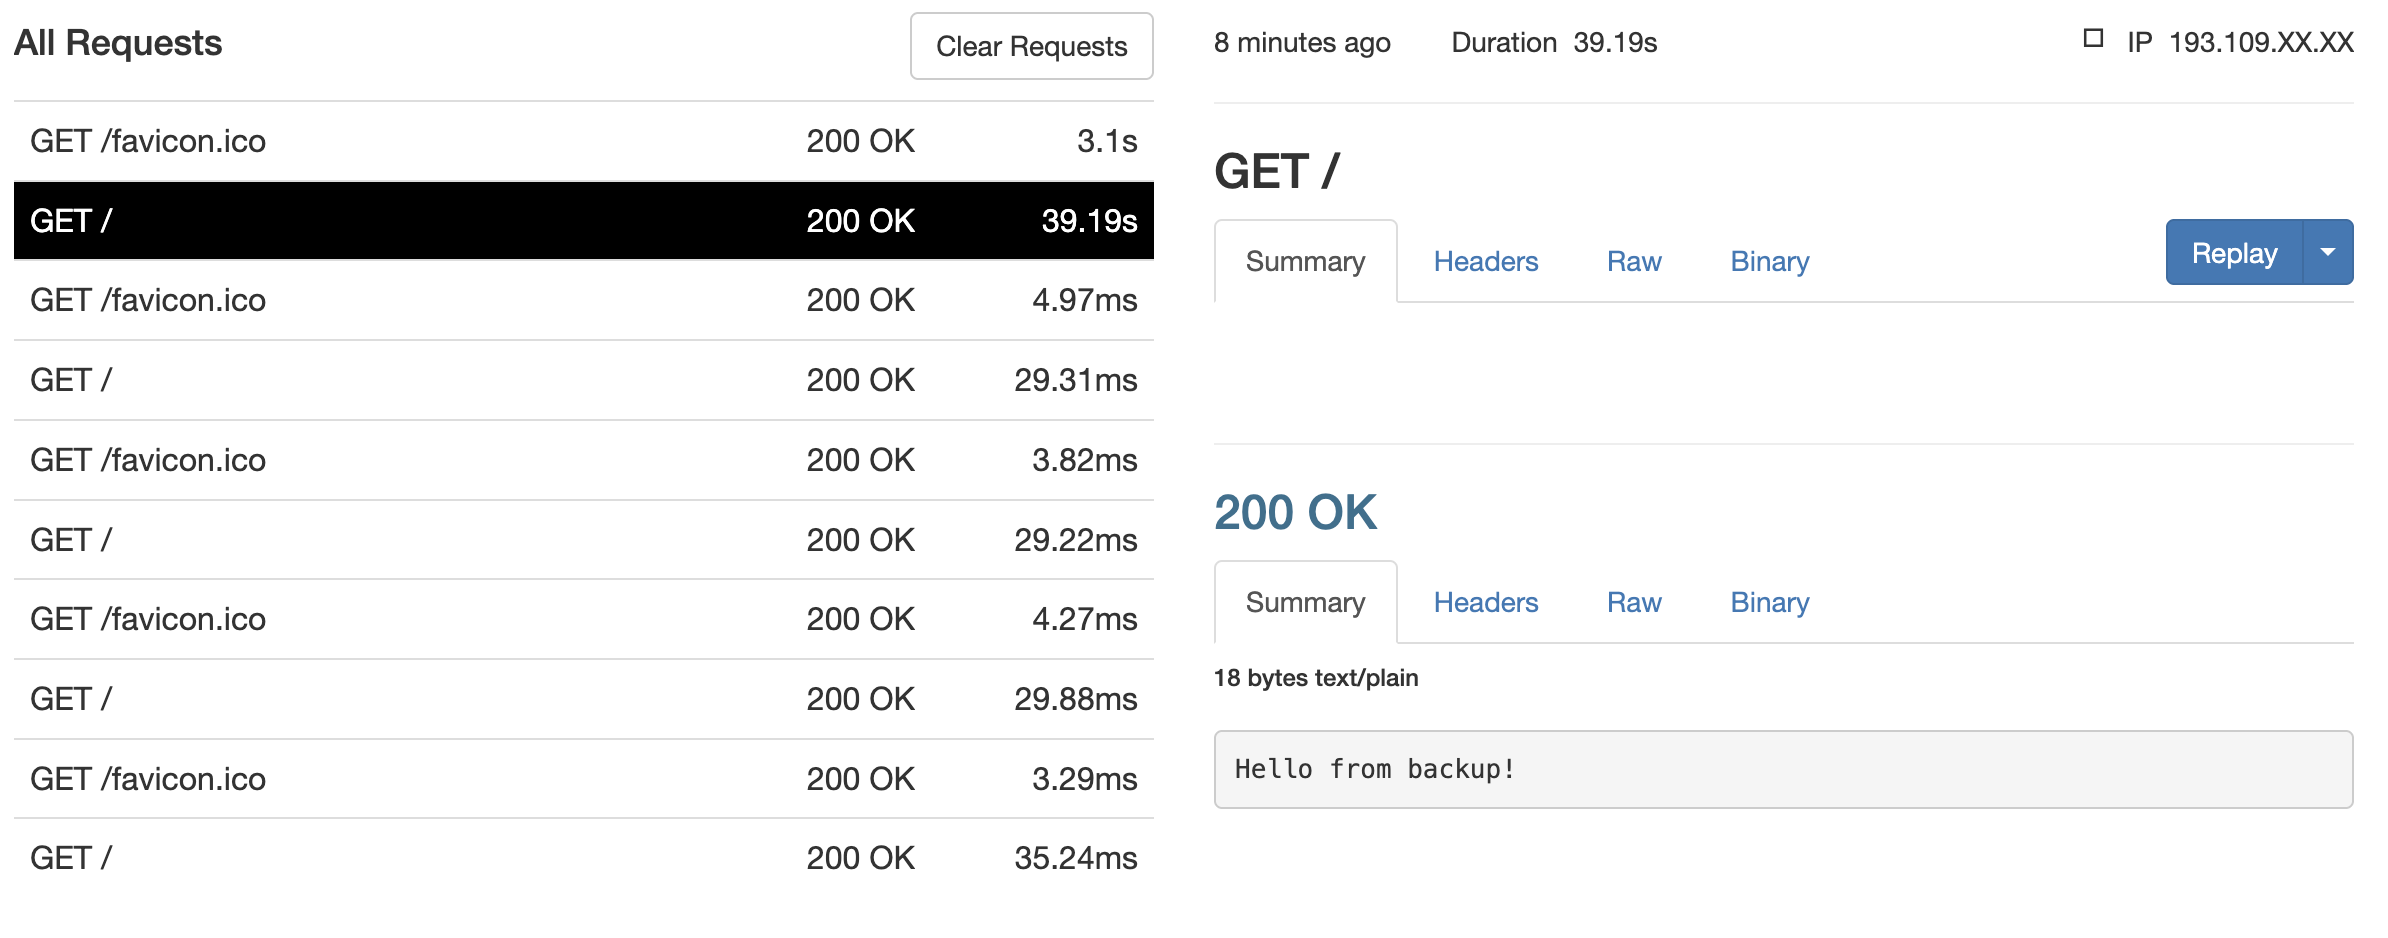 All Requests
Clear Requests
GET /favicon.ico 200 OK 3.1s
GET / 200 OK 39.19s
GET /favicon.ico 200 OK 4.97ms
GET / 200 OK 29.31ms
GET /favicon.ico 200 OK 3.82ms
GET / 200 OK 29.22ms
GET /favicon.ico 200 OK 4.27ms
GET / 200 OK 29.88ms
GET /favicon.ico 200 OK 3.29ms
GET / 200 OK 35.24ms
8 minutes ago Duration 39.19s IP 193.109.XX.XX
GET /
Summary Headers Raw Binary Replay
200 OK
Summary Headers Raw Binary
18 bytes text/plain
Hello from backup!